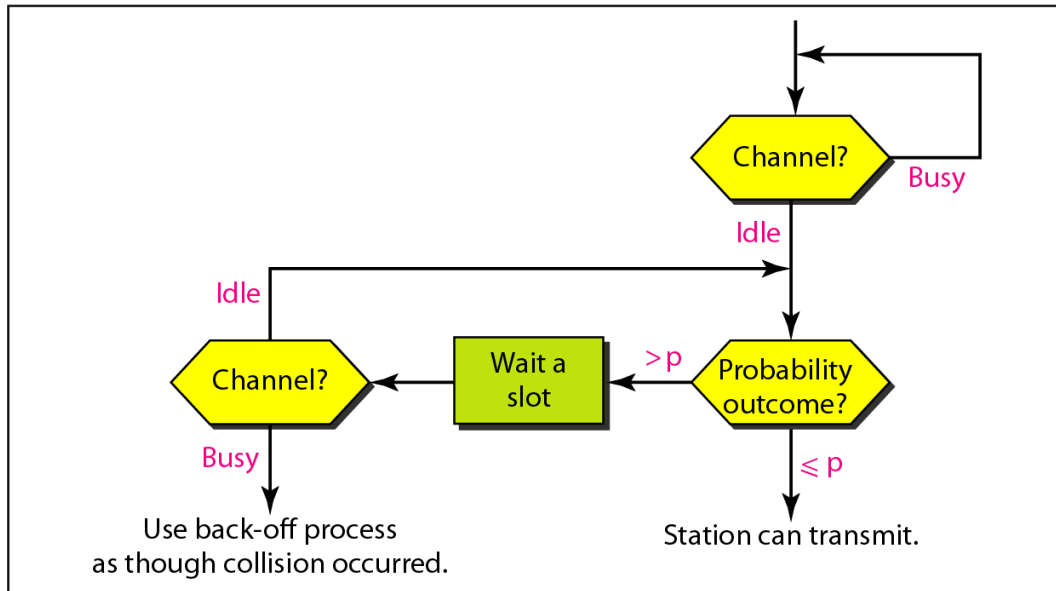 Channel?
Busy
Idle
Idle
Channel?
Wait a
slot
> p
Probability
outcome?
Busy
⩽ p
Use back-off process
as though collision occurred.
Station can transmit.